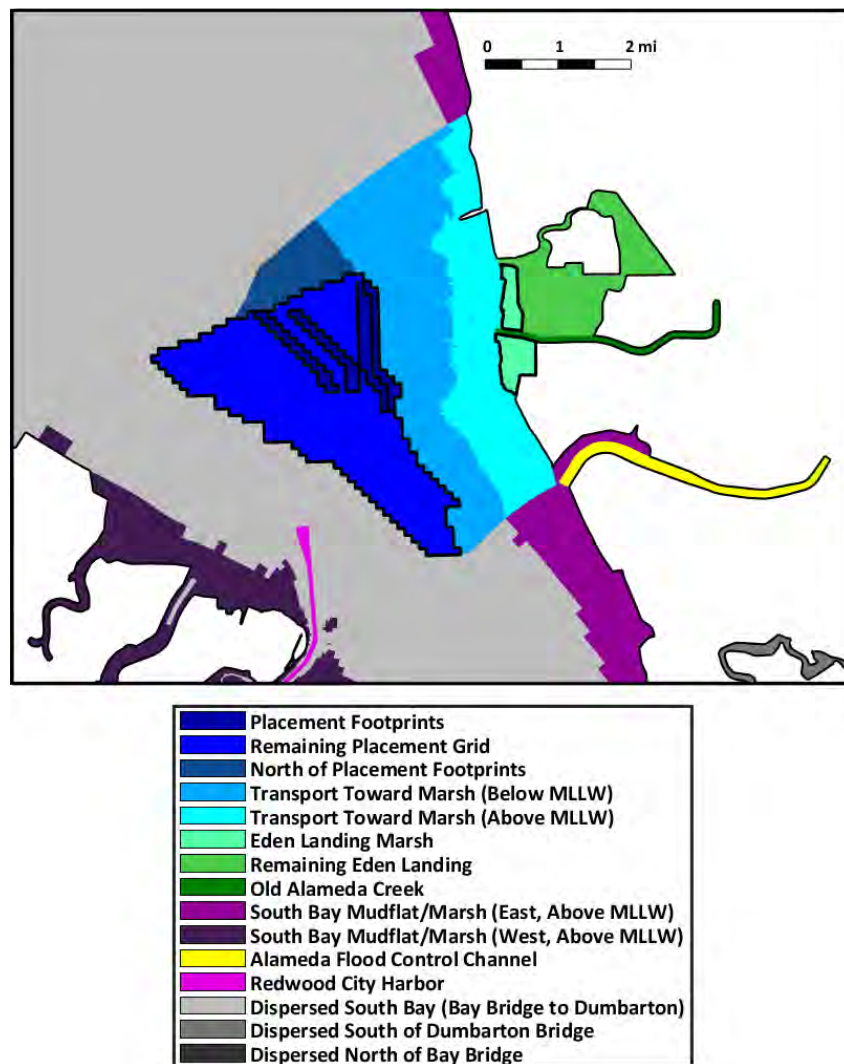 0 1 2 mi
Placement Footprints
Remaining Placement Grid
North of Placement Footprints
Transport Toward Marsh (Below MLLW)
Transport Toward Marsh (Above MLLW)
Eden Landing Marsh
Remaining Eden Landing
Old Alameda Creek
South Bay Mudflat/Marsh (East, Above MLLW)
South Bay Mudflat/Marsh (West, Above MLLW)
Alameda Flood Control Channel
Redwood City Harbor
Dispersed South Bay (Bay Bridge to Dumbarton)
Dispersed South of Dumbarton Bridge
Dispersed North of Bay Bridge